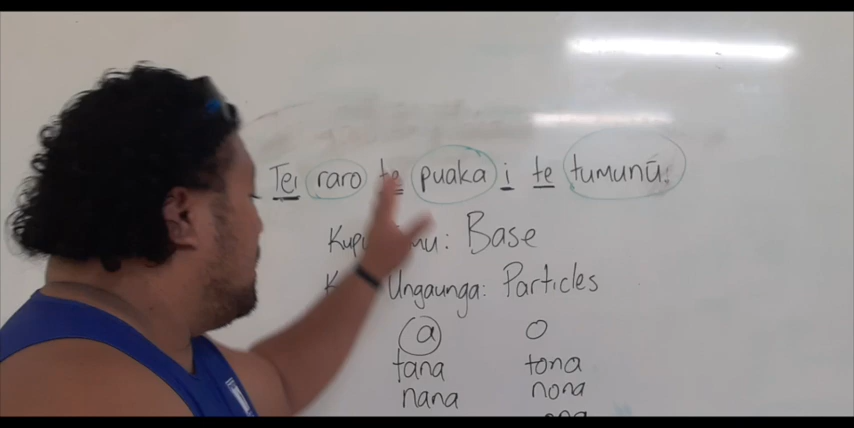 Tei raro te puaka i te tumunū.
Base
Ungaunga: Particles
a o
tana tona
nana nona